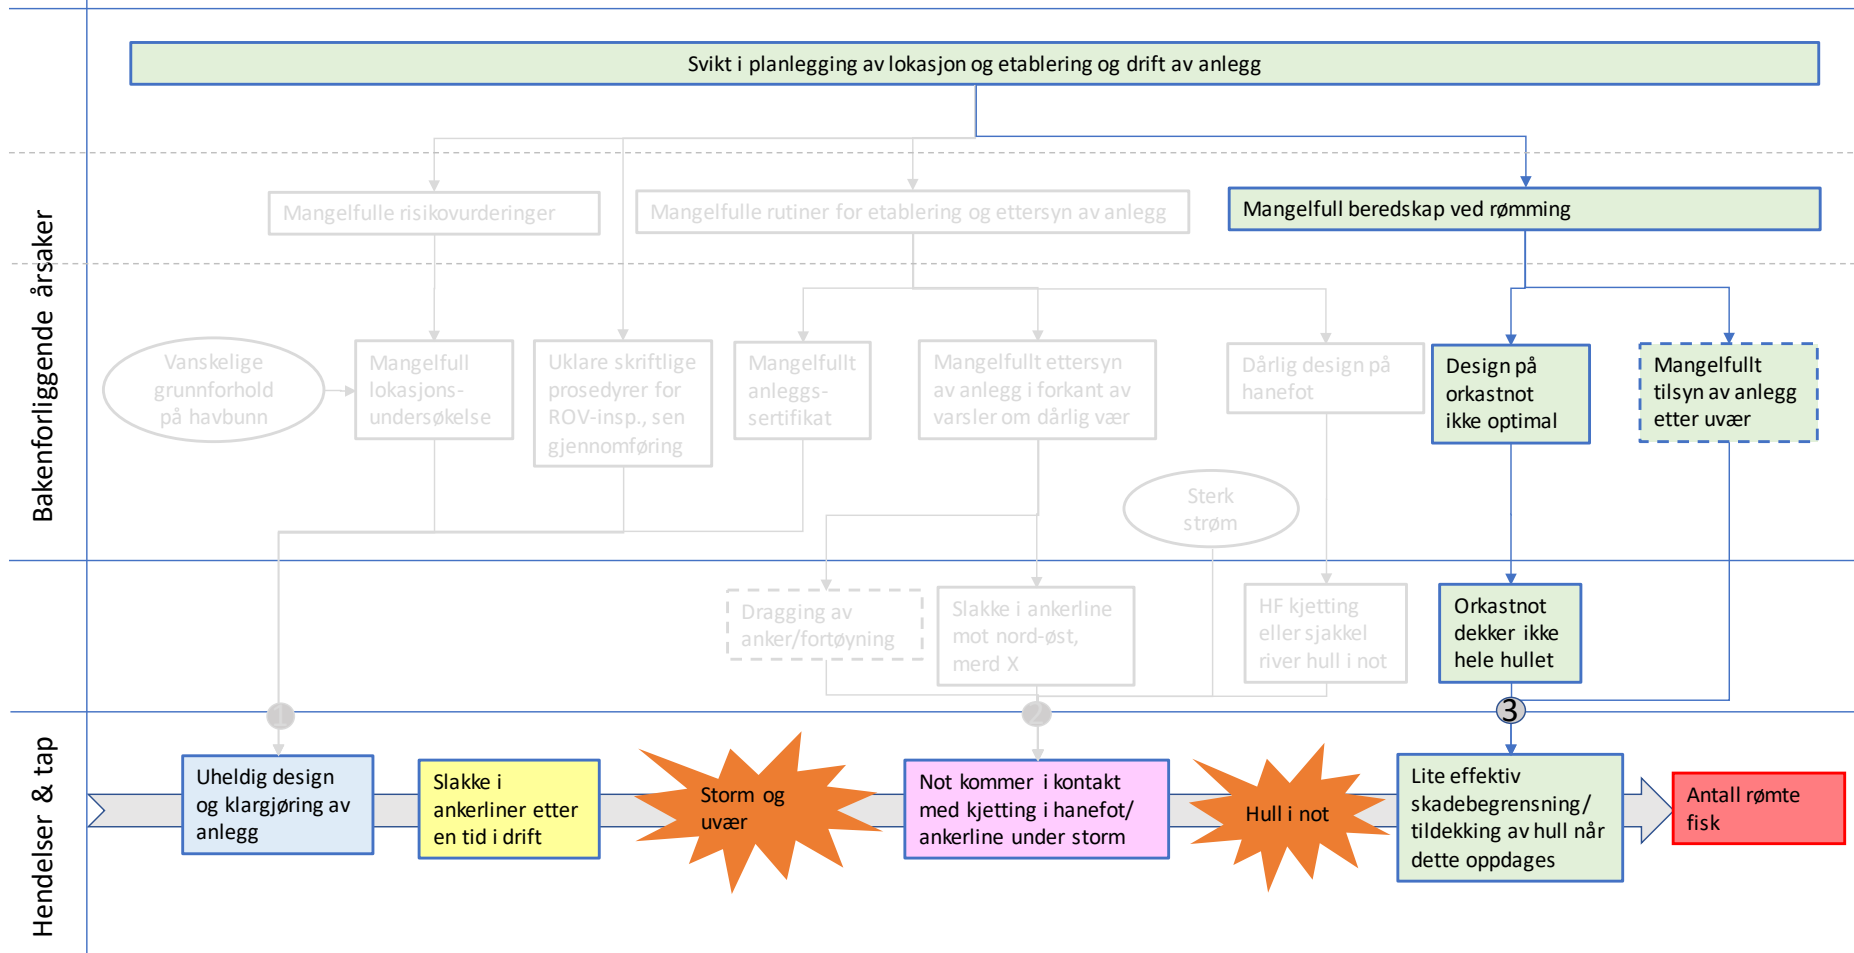 Svikt i planlegging av lokasjon og etablering og drift av anlegg
Mangelfulle risikovurderinger
Mangelfulle rutiner for etablering og ettersyn av anlegg
Mangelfull beredskap ved rømming
Bakenforliggende årsaker
Vanskelige
grunnforhold
på havbunn
Mangelfull
lokasjons-
undersøkelse
Uklare skriftlige
prosedyrer for
ROV-insp., sen
gjennomføring
Mangelfullt
anleggs-
sertifikat
Mangelfullt ettersyn
av anlegg i forkant av
varsler om dårlig vær
Dårlig design på
hanefot
Design på
orkastnot
ikke optimal
Mangelfullt
tilsyn av anlegg
etter uvær
Sterk
strøm
Dragging av
anker/fortøyning
Slakke i ankerline
mot nord-øst,
merd X
HF kjetting
eller sjakkel
river hull i not
Orkastnot
dekker ikke
hele hullet
1
2
3
Hendelser & tap
Uheldig design
og klargjøring av
anlegg
Slakke i
ankerliner etter
en tid i drift
Storm og
uvær
Not kommer i kontakt
med kjetting i hanefot/
ankerline under storm
Hull i not
Lite effektiv
skadebegrensning/
tildekking av hull når
dette oppdages
Antall rømte
fisk